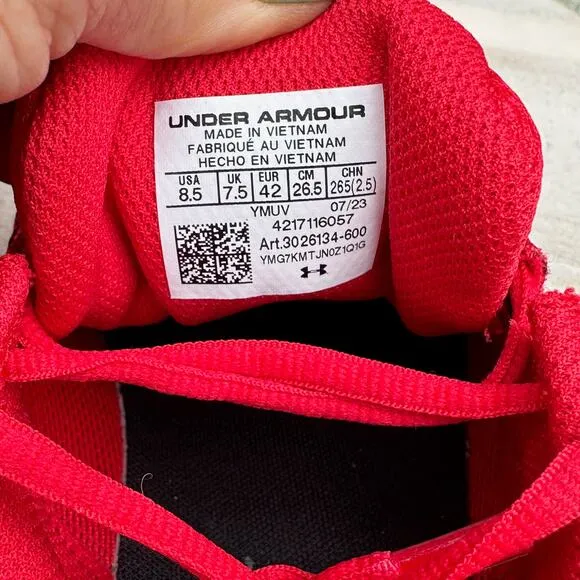 UNDER ARMOUR
MADE IN VIETNAM
FABRIQUÉ AU VIETNAM
HECHO EN VIETNAM
USA UK EUR CM CHN
8.5 7.5 42 26.5 265(2.5)
YMUV 07/23
4217116057
Art.3026134-600
YMG7KMTJN0Z1Q1G